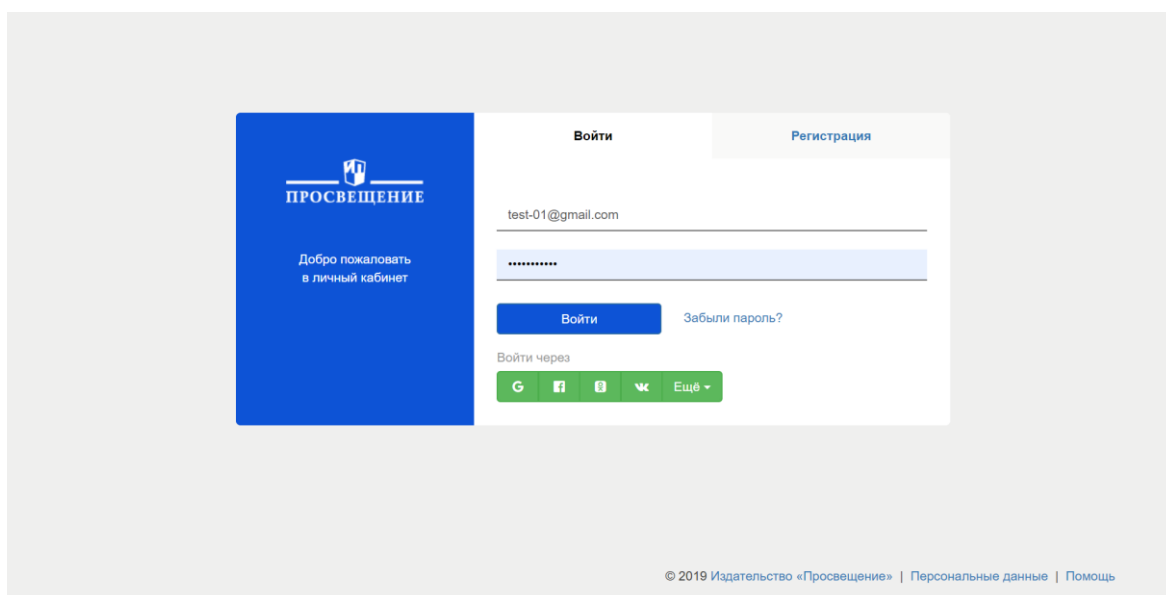 Войти
Регистрация
ПРОСВЕЩЕНИЕ
Добро пожаловать
в личный кабинет
test-01@gmail.com
•••••••••••
Войти
Забыли пароль?
Войти через
G
Ещё
© 2019 Издательство «Просвещение» | Персональные данные | Помощь